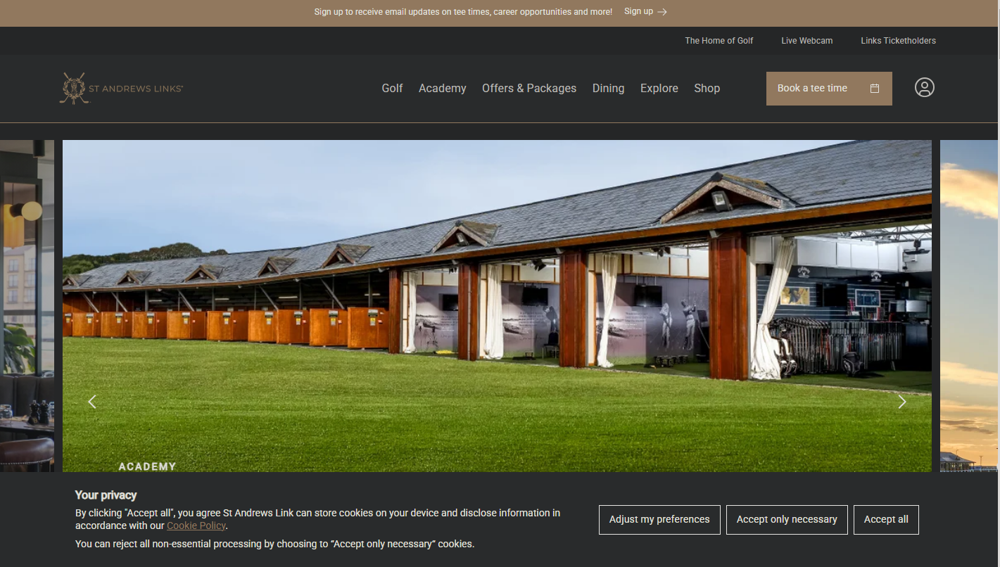 Sign up to receive email updates on tee times, career opportunities and more! Sign up
The Home of Golf Live Webcam Links Ticketholders
ST ANDREWS LINKS
Golf Academy Offers & Packages Dining Explore Shop
Book a tee time
ACADEMY
Your privacy
By clicking "Accept all", you agree St Andrews Link can store cookies on your device and disclose information in
accordance with our Cookie Policy.
You can reject all non-essential processing by choosing to “Accept only necessary“ cookies.
Adjust my preferences Accept only necessary Accept all